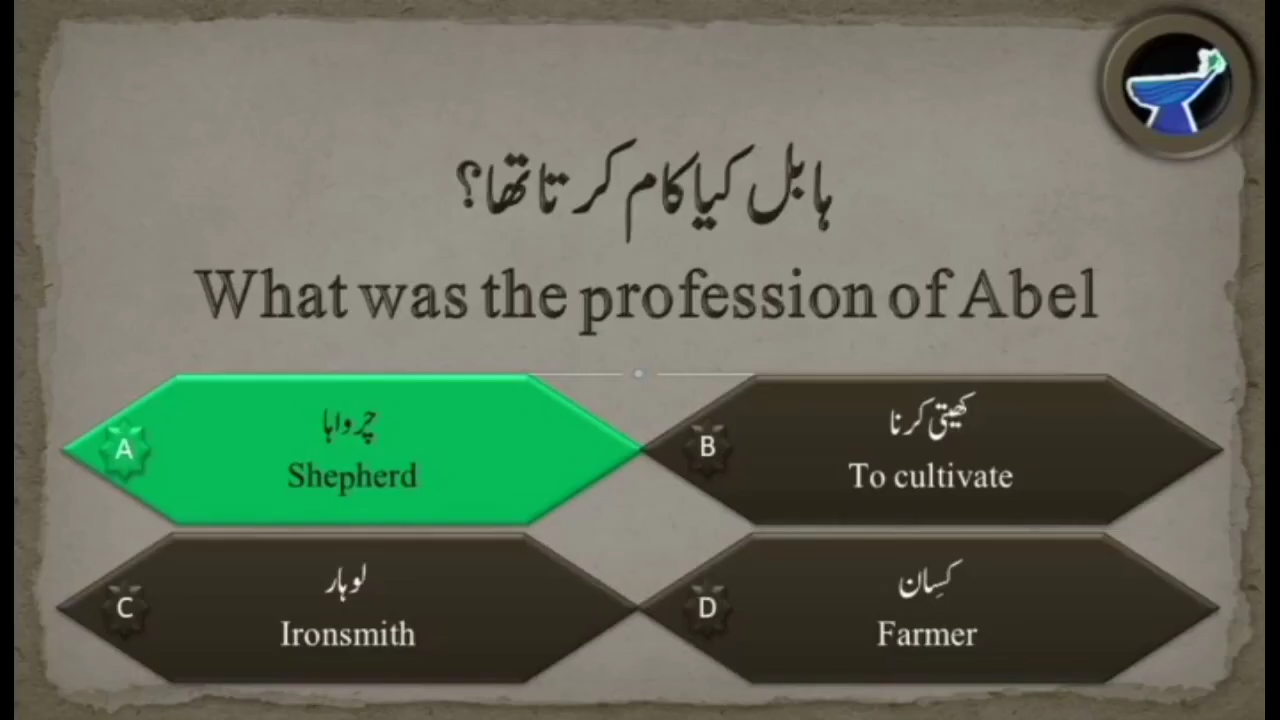 ہابل کیا کام کرتا تھا؟
What was the profession of Abel
A
چرواہا
Shepherd
B
کھیتی کرنا
To cultivate
C
لوہار
Ironsmith
D
کِسان
Farmer